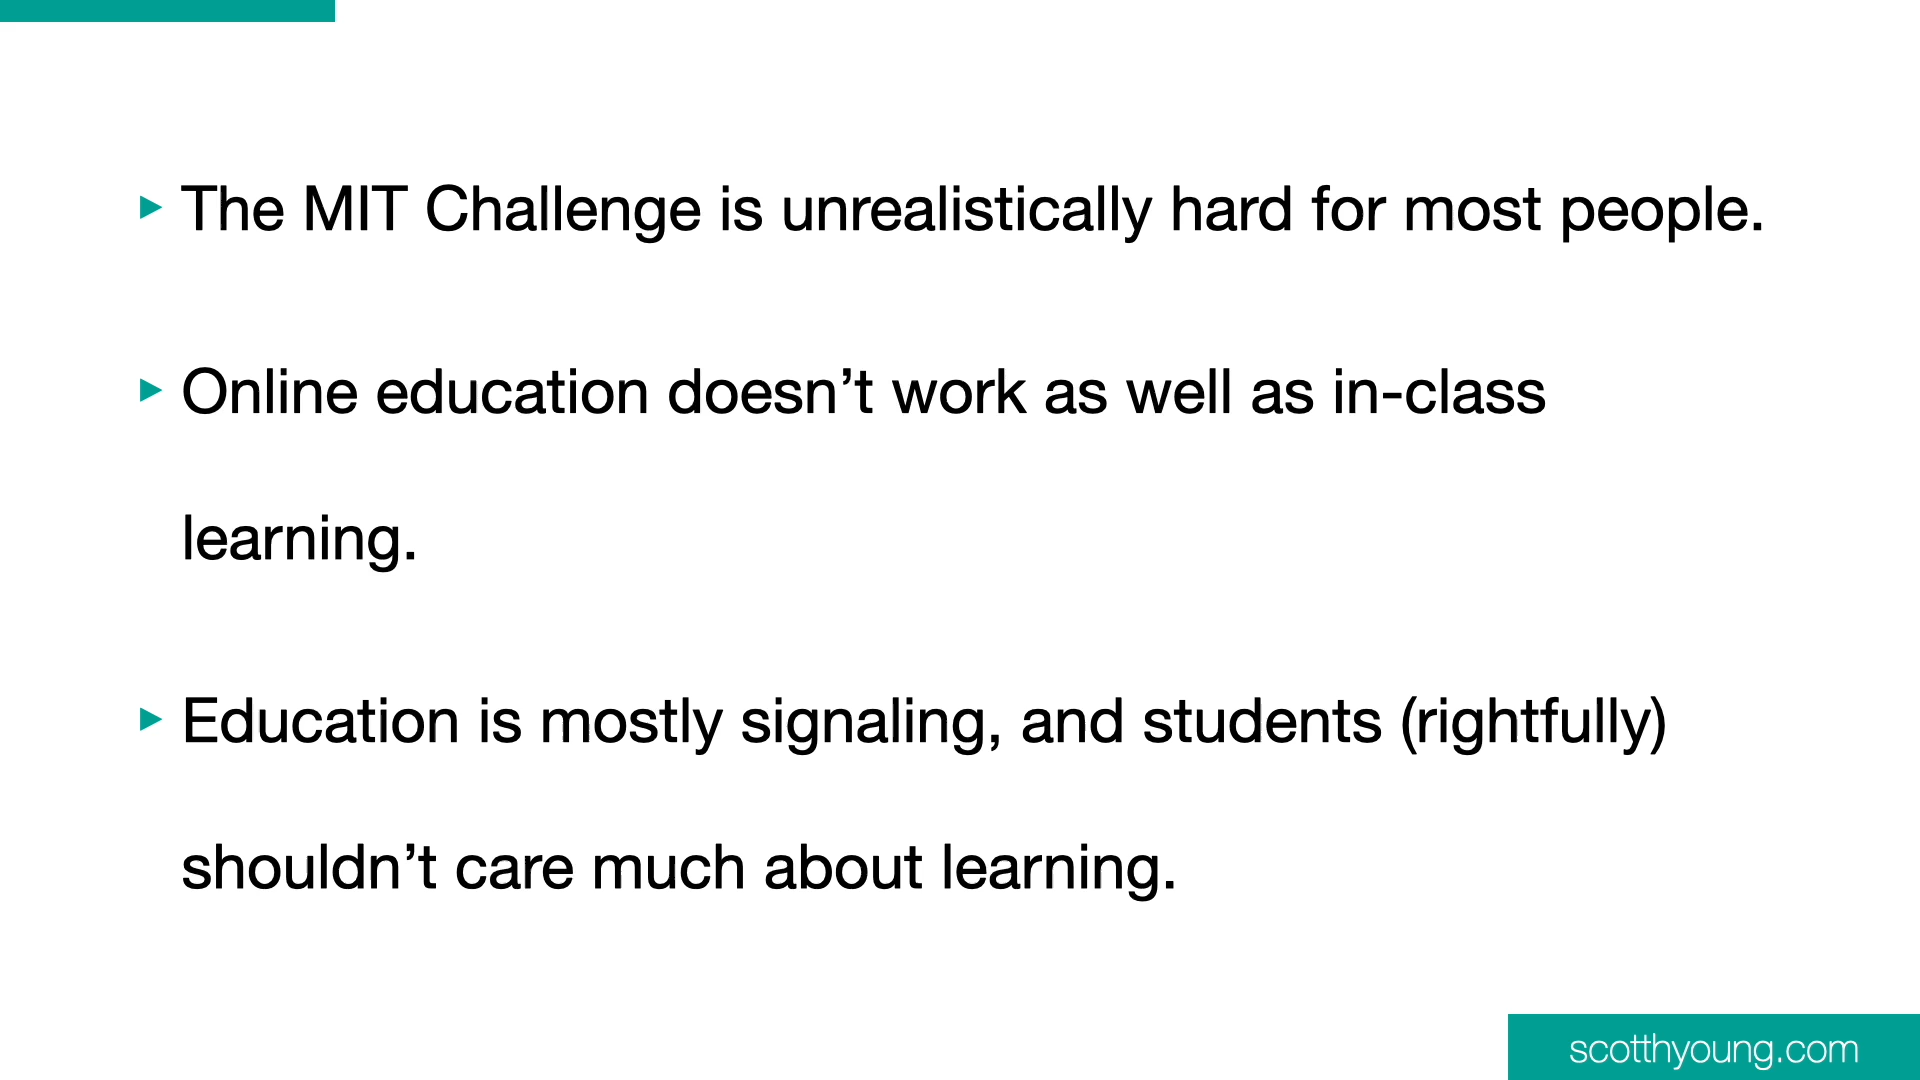 ▸ The MIT Challenge is unrealistically hard for most people.
▸ Online education doesn’t work as well as in-class
learning.
▸ Education is mostly signaling, and students (rightfully)
shouldn’t care much about learning.
scotthyoung.com